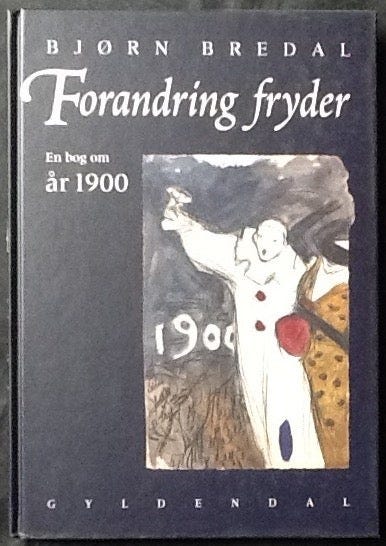 BJØRN BREDAL
Forandring fryder
En bog om
år 1900
1900
GYLDENDAL